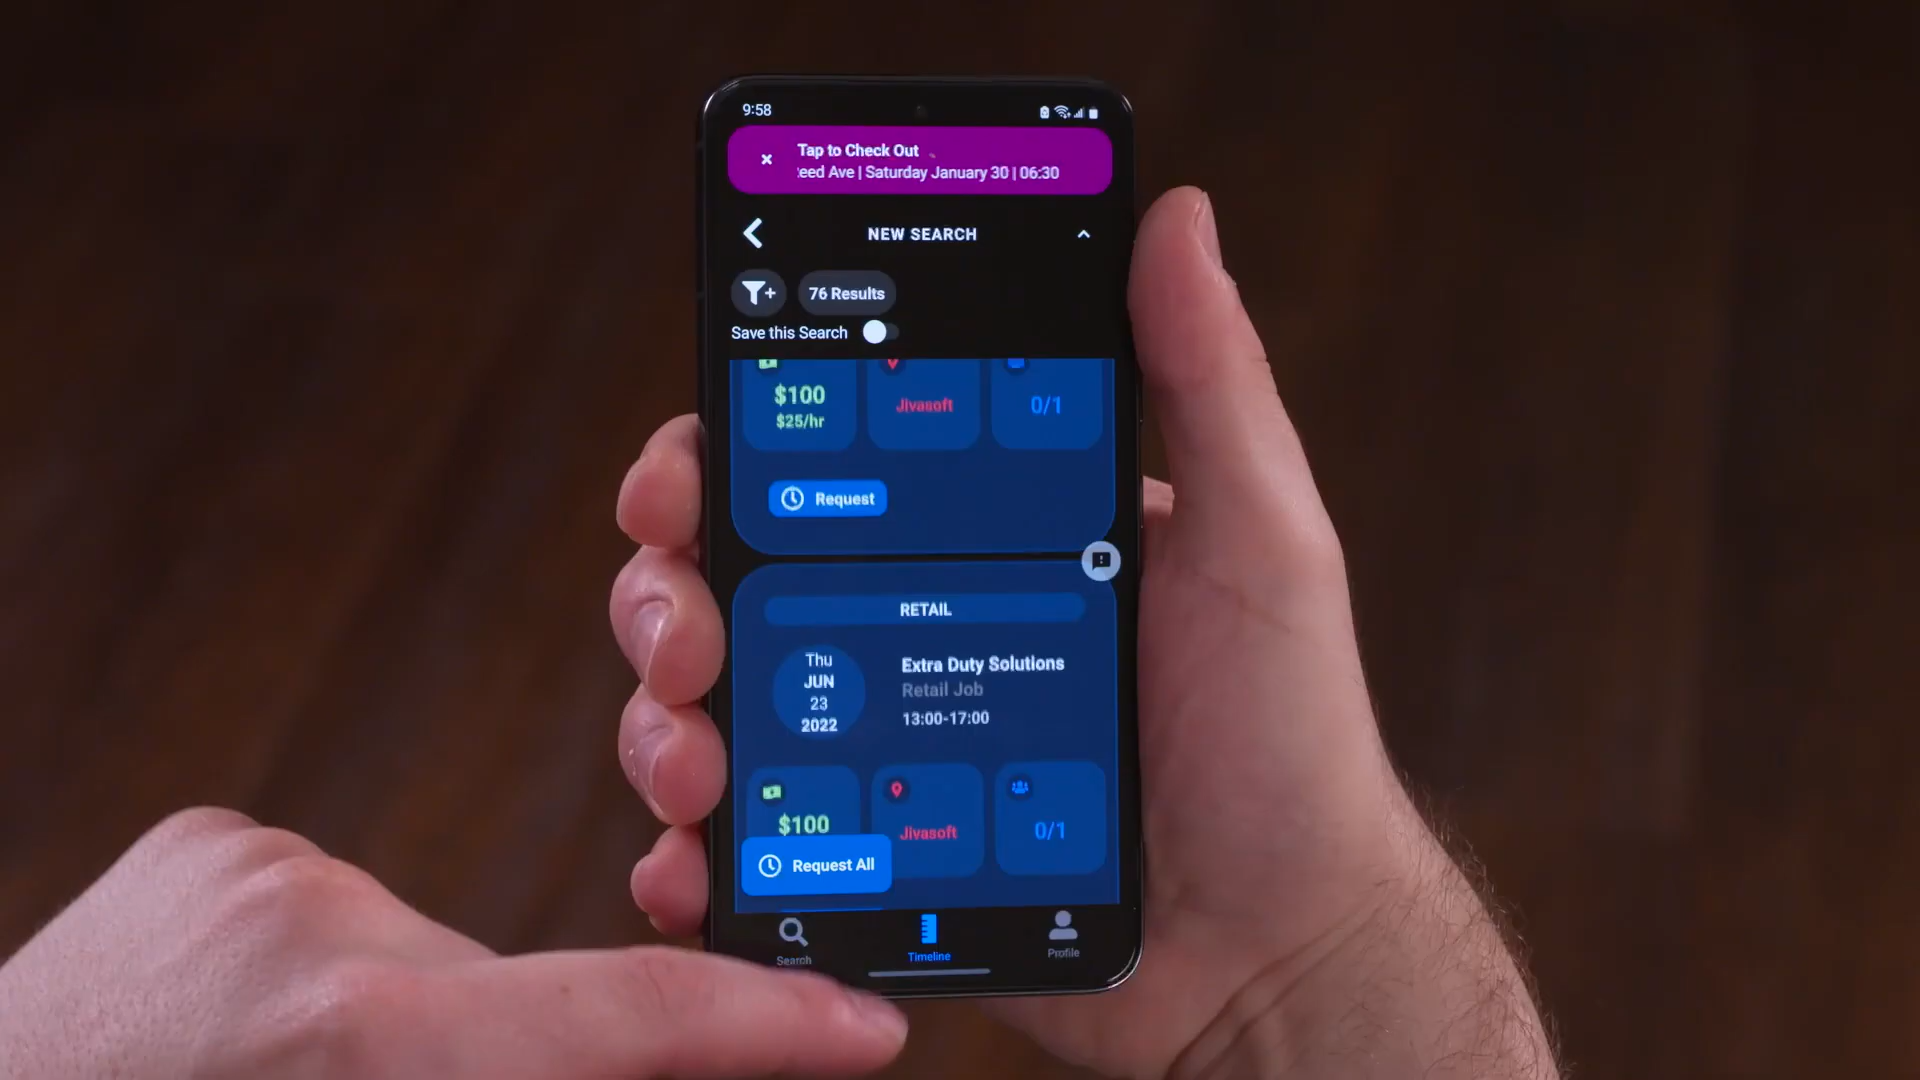 9:58
Tap to Check Out
eed Ave | Saturday January 30 | 06:30
NEW SEARCH
76 Results
Save this Search
$100
$25/hr
Jivasoft
0/1
Request
RETAIL
Thu
JUN
23
2022
Extra Duty Solutions
Retail Job
13:00-17:00
$100
Jivasoft
0/1
Request All
Search
Timeline
Profile